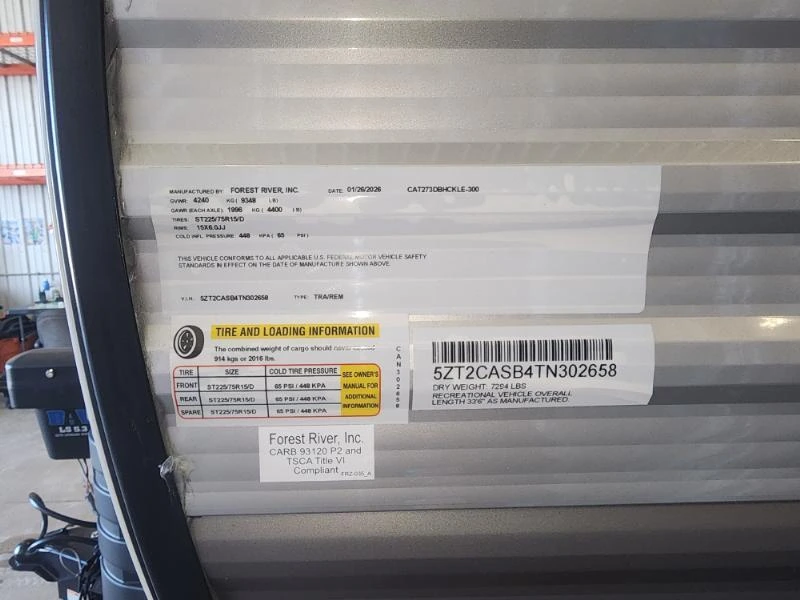 MANUFACTURED BY: FOREST RIVER, INC. DATE: 01/26/2026 CAT273DBHCKLE-300
GVWR: 4240 KG ( 9348 LB)
GAWR (EACH AXLE) 1996 KG ( 4400 LB)
TIRES: ST225/75R15/D
RIMS: 15X6.0JJ
COLD INFL. PRESSURE: 448 KPA ( 65 PSI)
THIS VEHICLE CONFORMS TO ALL APPLICABLE U.S. FEDERAL MOTOR VEHICLE SAFETY
STANDARDS IN EFFECT ON THE DATE OF MANUFACTURE SHOWN ABOVE.
V.I.N. 5ZT2CASB4TN302658 TYPE: TRA/REM
TIRE AND LOADING INFORMATION
The combined weight of cargo should never exceed
914 kgs or 2016 lbs.
TIRE SIZE COLD TIRE PRESSURE
FRONT ST225/75R15/D 65 PSI / 448 KPA
REAR ST225/75R15/D 65 PSI / 448 KPA
SPARE ST225/75R15/D 65 PSI / 448 KPA
SEE OWNER'S
MANUAL FOR
ADDITIONAL
INFORMATION
CAN302658
5ZT2CASB4TN302658
DRY WEIGHT: 7294 LBS
RECREATIONAL VEHICLE OVERALL
LENGTH 33'6" AS MANUFACTURED.
Forest River, Inc.
CARB 93120 P2 and
TSCA Title VI
Compliant FRZ-035_A
LS 5.3